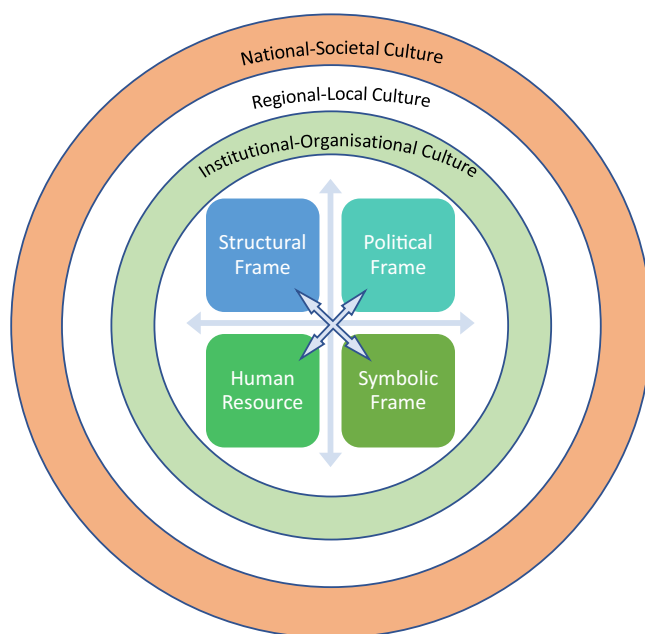 National-Societal Culture
Regional-Local Culture
Institutional-Organisational Culture
Structural
Frame
Political
Frame
Human
Resource
Symbolic
Frame